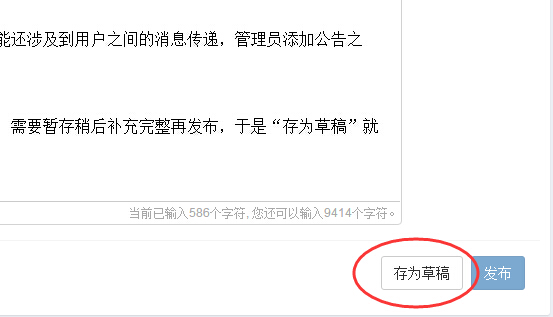 能还涉及到用户之间的消息传递，管理员添加公告之
需要暂存稍后补充完整再发布，于是“存为草稿”就
当前已输入586个字符,您还可以输入9414个字符。
存为草稿 发布